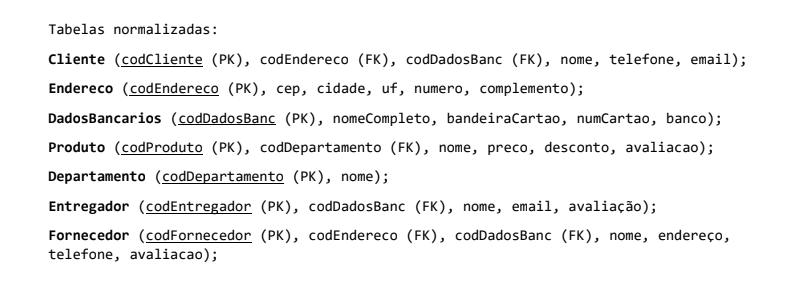 Tabelas normalizadas:
Cliente (codCliente (PK), codEndereco (FK), codDadosBanc (FK), nome, telefone, email);
Endereco (codEndereco (PK), cep, cidade, uf, numero, complemento);
DadosBancarios (codDadosBanc (PK), nomeCompleto, bandeiraCartao, numCartao, banco);
Produto (codProduto (PK), codDepartamento (FK), nome, preco, desconto, avaliacao);
Departamento (codDepartamento (PK), nome);
Entregador (codEntregador (PK), codDadosBanc (FK), nome, email, avaliação);
Fornecedor (codFornecedor (PK), codEndereco (FK), codDadosBanc (FK), nome, endereço,
telefone, avaliacao);